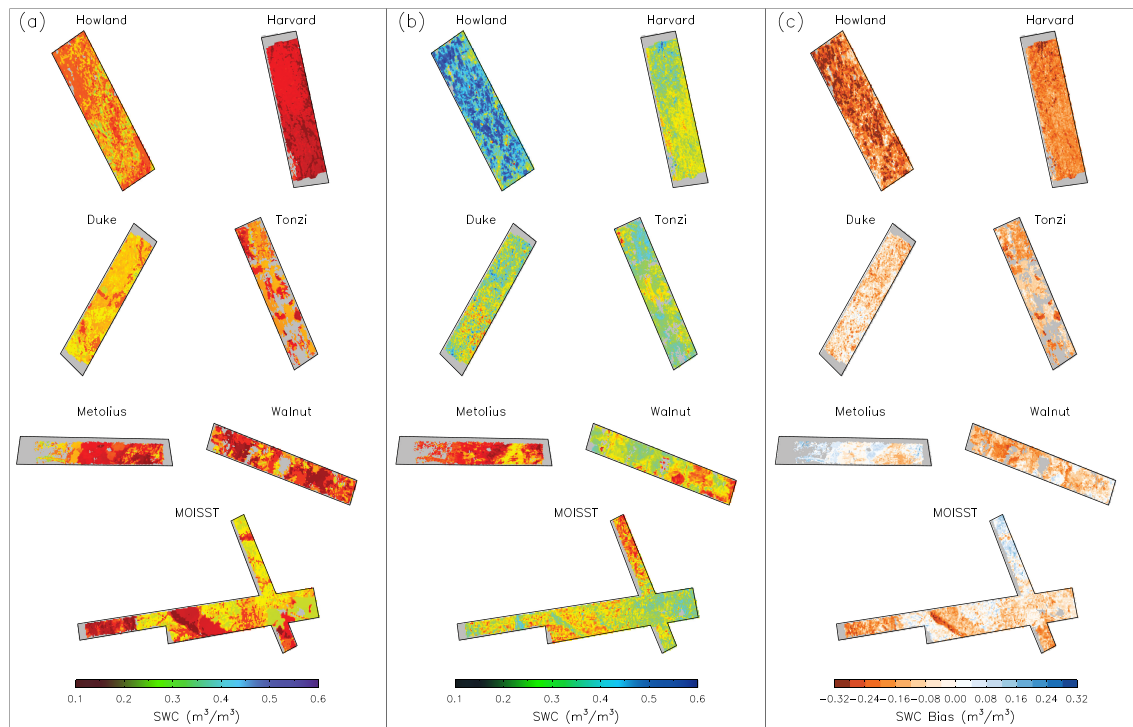 (a)
Howland
Harvard
Duke
Tonzi
Metolius
Walnut
MOISST
0.1 0.2 0.3 0.4 0.5 0.6
SWC (m³/m³)
(b)
Howland
Harvard
Duke
Tonzi
Metolius
Walnut
MOISST
0.1 0.2 0.3 0.4 0.5 0.6
SWC (m³/m³)
(c)
Howland
Harvard
Duke
Tonzi
Metolius
Walnut
MOISST
-0.32 -0.24 -0.16 -0.08 0.00 0.08 0.16 0.24 0.32
SWC Bias (m³/m³)